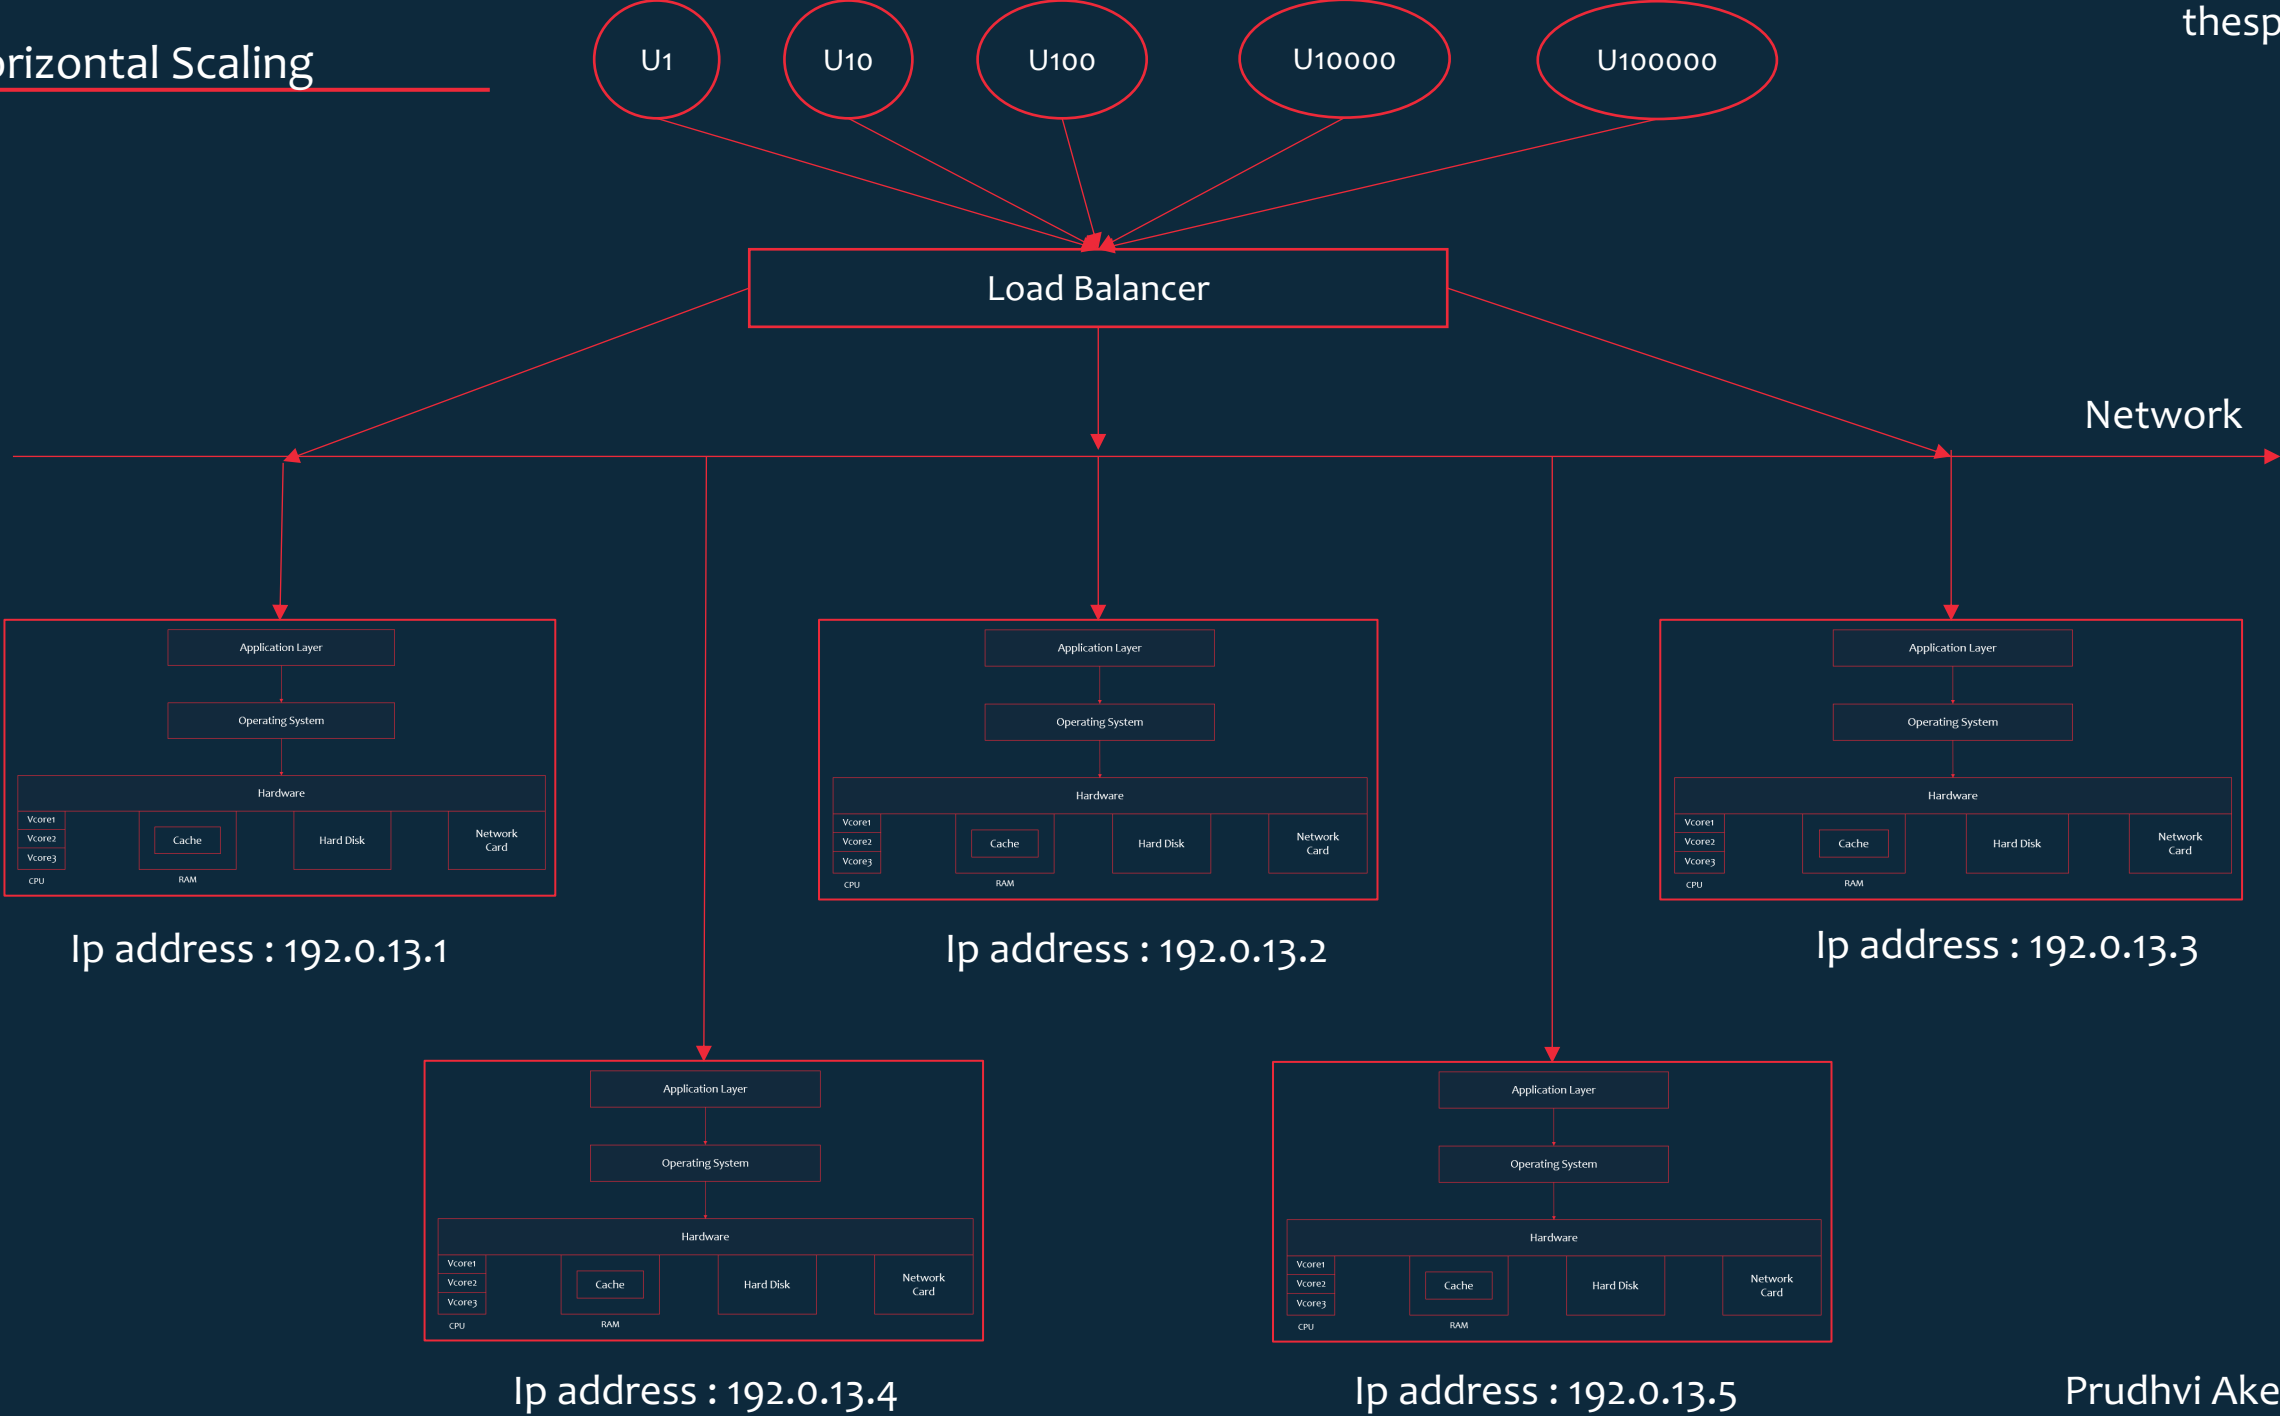 thesp
orizontal Scaling
U1
U10
U100
U10000
U100000
Load Balancer
Network
Application Layer
Operating System
Hardware
Vcore1
Vcore2
Vcore3
CPU
Cache
RAM
Hard Disk
Network
Card
Ip address : 192.0.13.1
Application Layer
Operating System
Hardware
Vcore1
Vcore2
Vcore3
CPU
Cache
RAM
Hard Disk
Network
Card
Ip address : 192.0.13.2
Application Layer
Operating System
Hardware
Vcore1
Vcore2
Vcore3
CPU
Cache
RAM
Hard Disk
Network
Card
Ip address : 192.0.13.3
Application Layer
Operating System
Hardware
Vcore1
Vcore2
Vcore3
CPU
Cache
RAM
Hard Disk
Network
Card
Ip address : 192.0.13.4
Application Layer
Operating System
Hardware
Vcore1
Vcore2
Vcore3
CPU
Cache
RAM
Hard Disk
Network
Card
Ip address : 192.0.13.5
Prudhvi Ake